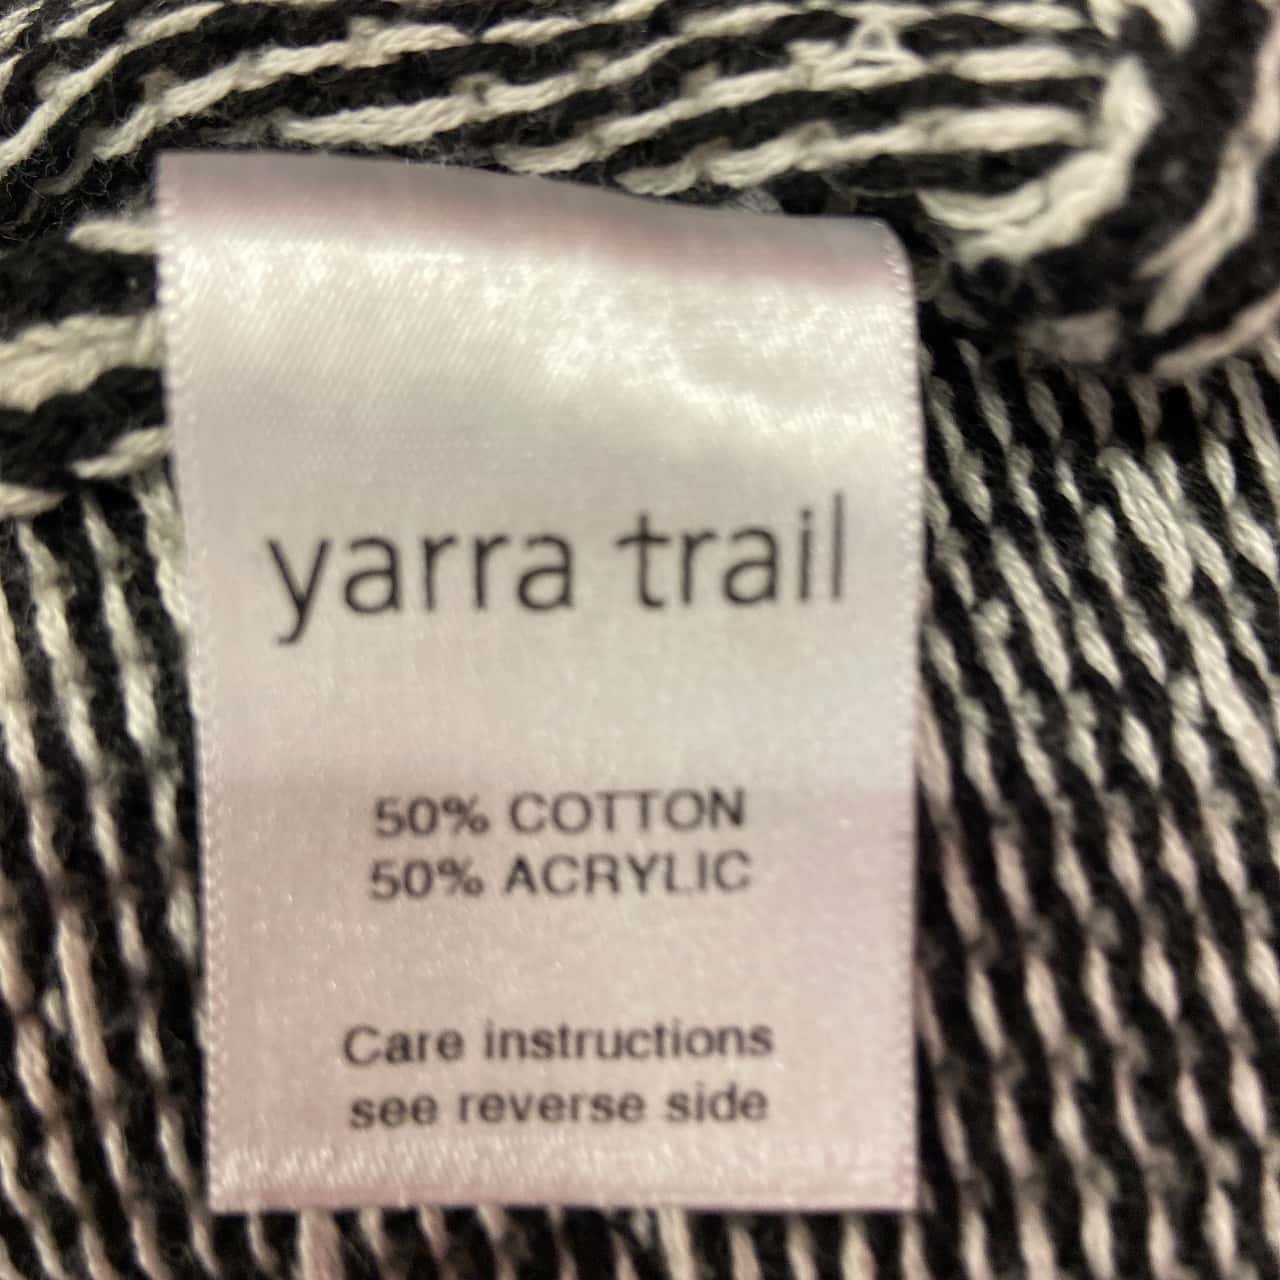 yarra trail
50% COTTON
50% ACRYLIC
Care instructions
see reverse side